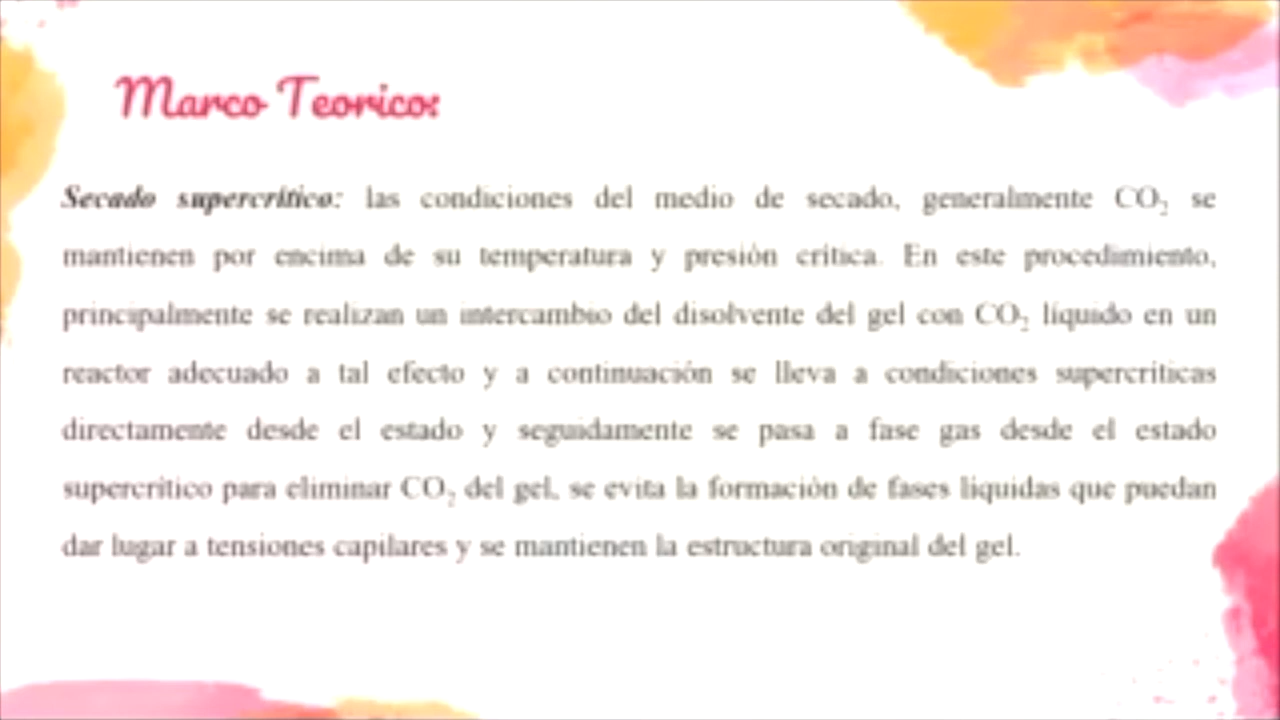 Marco Teorico:
Secado supercrítico: las condiciones del medio de secado, generalmente CO₂ se
mantienen por encima de su temperatura y presión crítica. En este procedimiento,
principalmente se realizan un intercambio del disolvente del gel con CO₂ líquido en un
reactor adecuado a tal efecto y a continuación se lleva a condiciones supercríticas
directamente desde el estado y seguidamente se pasa a fase gas desde el estado
supercrítico para eliminar CO₂ del gel, se evita la formación de fases líquidas que puedan
dar lugar a tensiones capilares y se mantienen la estructura original del gel.